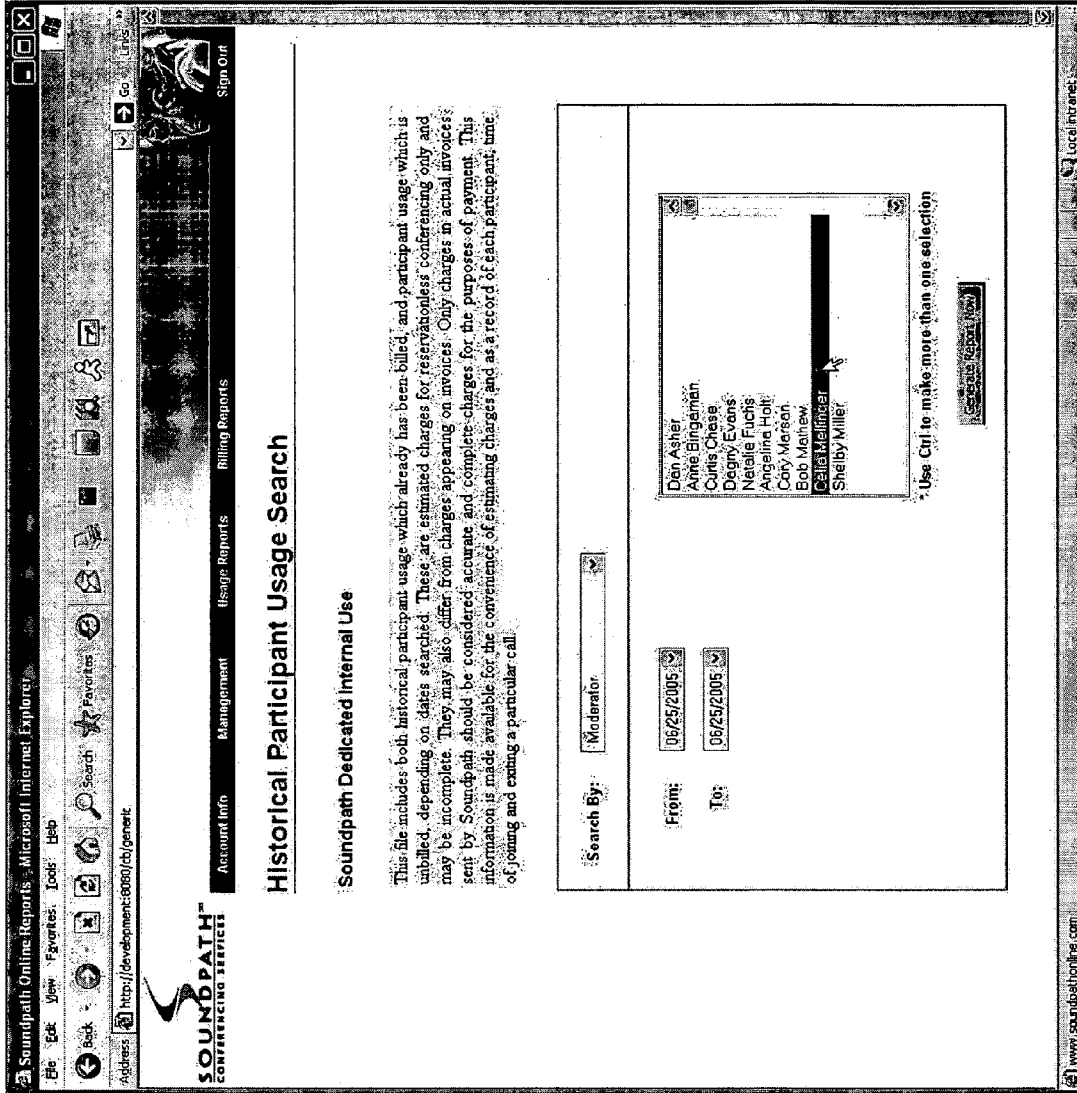 Soundpath Online Reports - Microsoft Internet Explorer
File Edit View Favorites Tools Help
Back Search Favorites
Address http://development:8080/cb/generic Go Links »
SOUNDPATH
CONFERENCING SERVICES
Account Info Management Usage Reports Billing Reports Sign Out
Historical Participant Usage Search
Soundpath Dedicated Internal Use
This file includes both historical participant usage which already has been billed, and participant usage which is
unbilled, depending on dates searched. These are estimated charges for reservationless conferencing only and
may be incomplete. They may also differ from charges appearing on invoices. Only charges in actual invoices
sent by Soundpath should be considered accurate and complete charges for the purposes of payment. This
information is made available for the convenience of estimating charges and as a record of each participant, time
of joining and exiting a particular call.
Search By: Moderator
From: 06/25/2005
To: 06/25/2005
Dan Asher
Anne Bingaman
Curtis Chase
Dagny Evans
Natalie Fuchs
Angelina Holt
Cary Marsan
Bob Mathew
Celia Mellinger
Shelby Miller
* Use Ctrl to make more than one selection
Generate Report Now
www.soundpathonline.com Local intranet